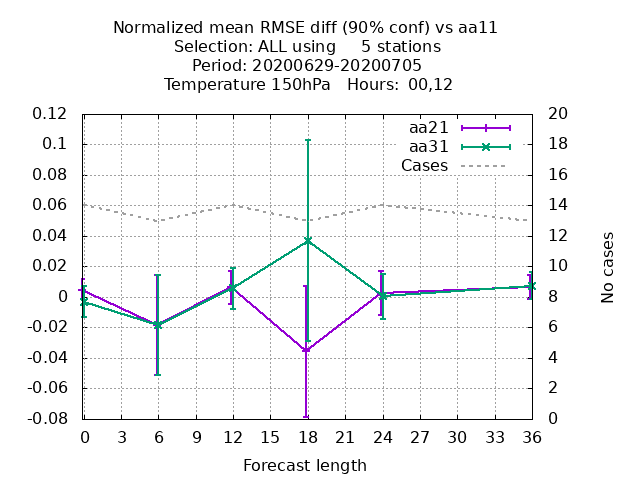 Normalized mean RMSE diff (90% conf) vs aa11
Selection: ALL using     5 stations
Period: 20200629-20200705
Temperature 150hPa   Hours: 00,12
0.12
0.1
0.08
0.06
0.04
0.02
0
-0.02
-0.04
-0.06
-0.08
aa21
aa31
Cases
20
18
16
14
12
10
8
6
4
2
0
No cases
0 3 6 9 12 15 18 21 24 27 30 33 36
Forecast length